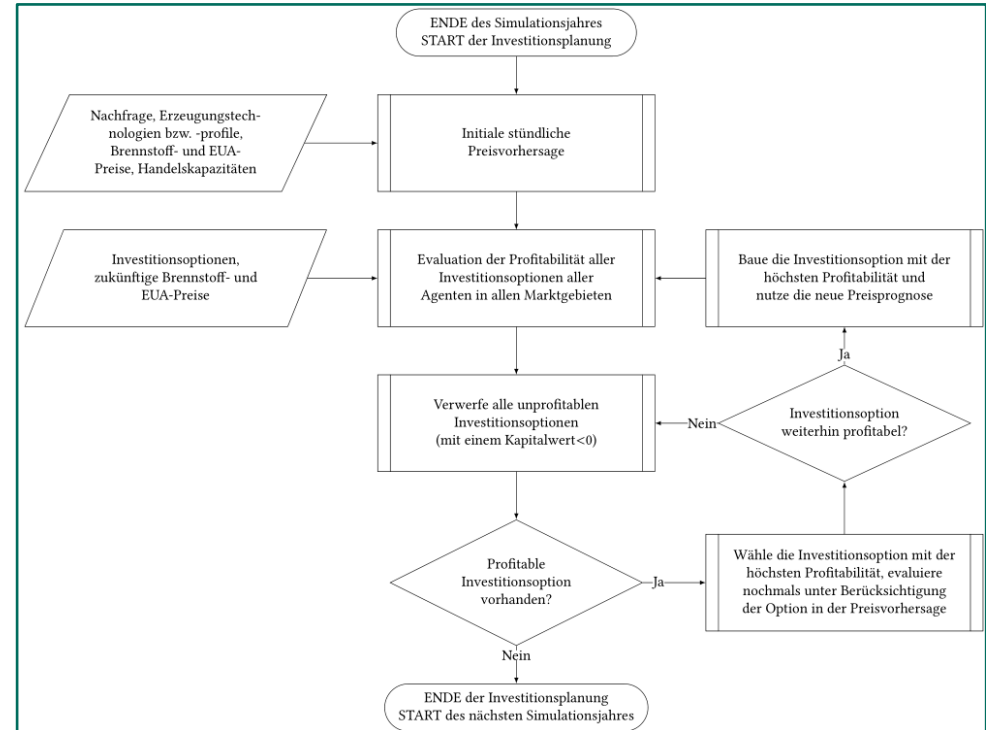 ENDE des Simulationsjahres
START der Investitionsplanung
Nachfrage, Erzeugungstech-
nologien bzw. -profile,
Brennstoff- und EUA-
Preise, Handelskapazitäten
Initiale stündliche
Preisvorhersage
Investitionsoptionen,
zukünftige Brennstoff- und
EUA-Preise
Evaluation der Profitabilität aller
Investitionsoptionen aller
Agenten in allen Marktgebieten
Baue die Investitionsoption mit der
höchsten Profitabilität und
nutze die neue Preisprognose
Ja
Verwerfe alle unprofitablen
Investitionsoptionen
(mit einem Kapitalwert<0)
Nein
Investitionsoption
weiterhin profitabel?
Profitable
Investitionsoption
vorhanden?
Ja
Wähle die Investitionsoption mit der
höchsten Profitabilität, evaluiere
nochmals unter Berücksichtigung
der Option in der Preisvorhersage
Nein
ENDE der Investitionsplanung
START des nächsten Simulationsjahres